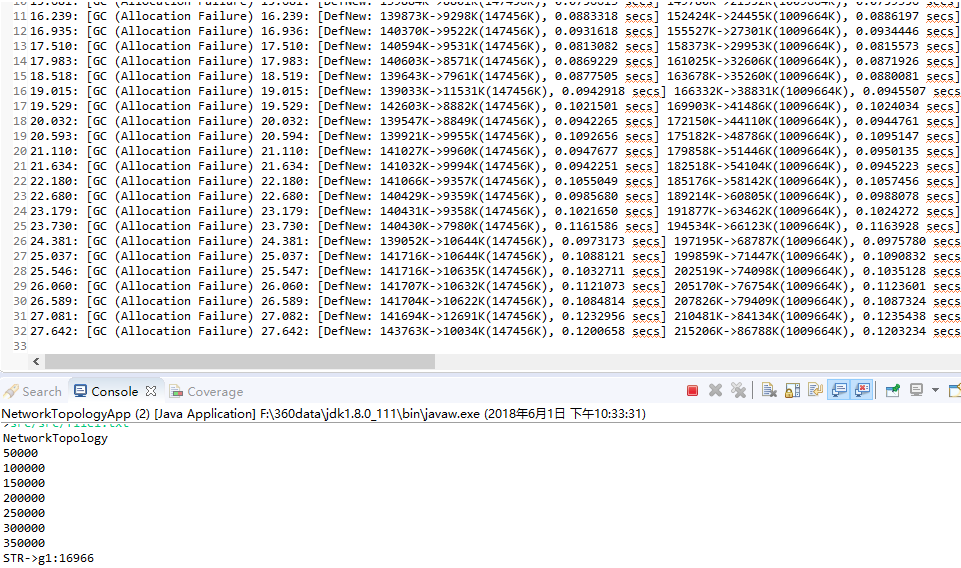 11 16.239: [GC (Allocation Failure) 16.239: [DefNew: 139873K->9298K(147456K), 0.0883318 secs] 152424K->24455K(1009664K), 0.0886197 secs
12 16.935: [GC (Allocation Failure) 16.936: [DefNew: 140370K->9522K(147456K), 0.0931618 secs] 155527K->27301K(1009664K), 0.0934446 secs
13 17.510: [GC (Allocation Failure) 17.510: [DefNew: 140594K->9531K(147456K), 0.0813082 secs] 158373K->29953K(1009664K), 0.0815573 secs
14 17.983: [GC (Allocation Failure) 17.983: [DefNew: 140603K->8571K(147456K), 0.0869229 secs] 161025K->32606K(1009664K), 0.0871926 secs
15 18.518: [GC (Allocation Failure) 18.519: [DefNew: 139643K->7961K(147456K), 0.0877505 secs] 163678K->35260K(1009664K), 0.0880081 secs
16 19.015: [GC (Allocation Failure) 19.015: [DefNew: 139033K->11531K(147456K), 0.0942918 secs] 166332K->38831K(1009664K), 0.0945507 secs
17 19.529: [GC (Allocation Failure) 19.529: [DefNew: 142603K->8882K(147456K), 0.1021501 secs] 169903K->41486K(1009664K), 0.1024034 secs
18 20.032: [GC (Allocation Failure) 20.032: [DefNew: 139547K->8849K(147456K), 0.0942265 secs] 172150K->44110K(1009664K), 0.0944761 secs
19 20.593: [GC (Allocation Failure) 20.594: [DefNew: 139921K->9955K(147456K), 0.1092656 secs] 175182K->48786K(1009664K), 0.1095147 secs
20 21.110: [GC (Allocation Failure) 21.110: [DefNew: 141027K->9960K(147456K), 0.0947677 secs] 179858K->51446K(1009664K), 0.0950135 secs
21 21.634: [GC (Allocation Failure) 21.634: [DefNew: 141032K->9994K(147456K), 0.0942251 secs] 182518K->54104K(1009664K), 0.0945223 secs
22 22.180: [GC (Allocation Failure) 22.180: [DefNew: 141066K->9357K(147456K), 0.1055049 secs] 185176K->58142K(1009664K), 0.1057456 secs
23 22.680: [GC (Allocation Failure) 22.680: [DefNew: 140429K->9359K(147456K), 0.0985680 secs] 189214K->60805K(1009664K), 0.0988078 secs
24 23.179: [GC (Allocation Failure) 23.179: [DefNew: 140431K->9358K(147456K), 0.1021650 secs] 191877K->63462K(1009664K), 0.1024272 secs
25 23.730: [GC (Allocation Failure) 23.730: [DefNew: 140430K->7980K(147456K), 0.1161586 secs] 194534K->66123K(1009664K), 0.1163928 secs
26 24.381: [GC (Allocation Failure) 24.381: [DefNew: 139052K->10644K(147456K), 0.0973173 secs] 197195K->68787K(1009664K), 0.0975780 secs
27 25.037: [GC (Allocation Failure) 25.037: [DefNew: 141716K->10644K(147456K), 0.1088121 secs] 199859K->71447K(1009664K), 0.1090832 secs
28 25.546: [GC (Allocation Failure) 25.547: [DefNew: 141716K->10635K(147456K), 0.1032711 secs] 202519K->74098K(1009664K), 0.1035128 secs
29 26.060: [GC (Allocation Failure) 26.060: [DefNew: 141707K->10632K(147456K), 0.1121073 secs] 205170K->76754K(1009664K), 0.1123601 secs
30 26.589: [GC (Allocation Failure) 26.589: [DefNew: 141704K->10622K(147456K), 0.1084814 secs] 207826K->79409K(1009664K), 0.1087324 secs
31 27.081: [GC (Allocation Failure) 27.082: [DefNew: 141694K->12691K(147456K), 0.1232956 secs] 210481K->84134K(1009664K), 0.1235438 secs
32 27.642: [GC (Allocation Failure) 27.642: [DefNew: 143763K->10034K(147456K), 0.1200658 secs] 215206K->86788K(1009664K), 0.1203234 secs
33
Search Console Coverage
NetworkTopologyApp (2) [Java Application] F:\360data\jdk1.8.0_111\bin\javaw.exe (2018年6月1日 下午10:33:31)
NetworkTopology
50000
100000
150000
200000
250000
300000
350000
STR->g1:16966